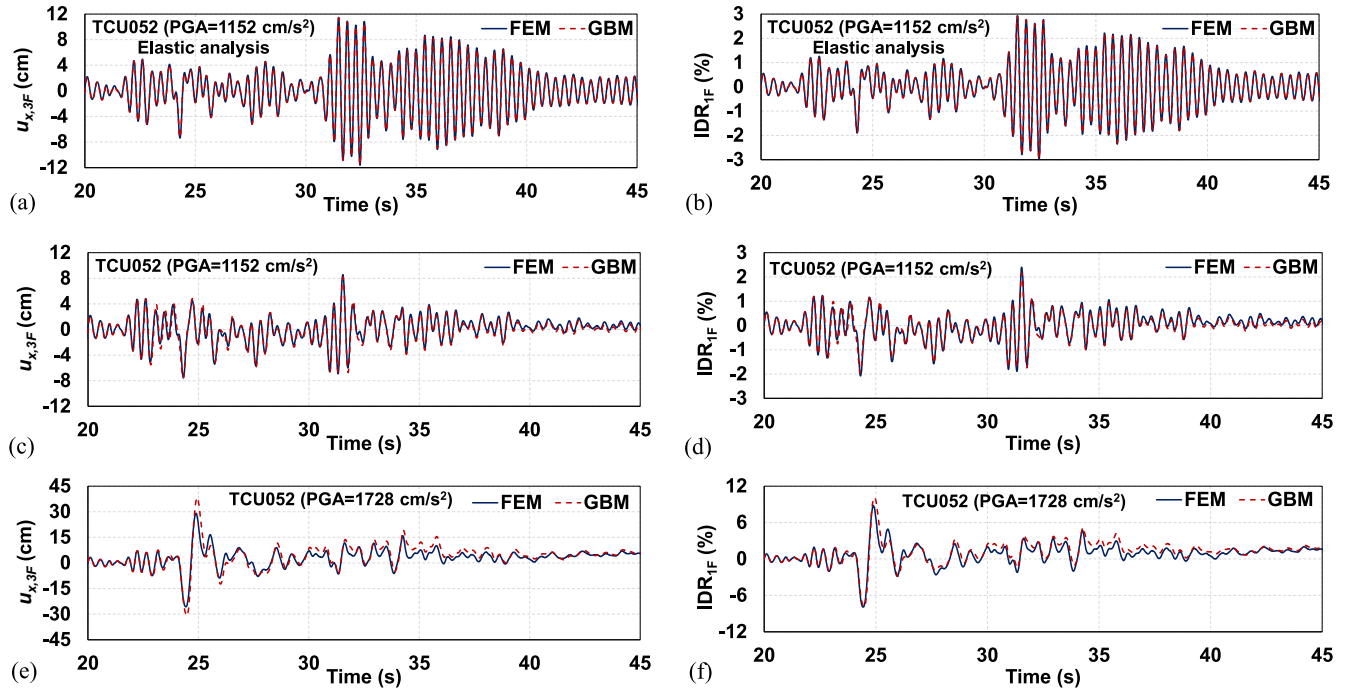 TCU052 (PGA=1152 cm/s²)
Elastic analysis
FEM GBM
u_x,3F (cm)
12
8
4
0
-4
-8
-12
20 25 30 35 40 45
Time (s)
(a)
TCU052 (PGA=1152 cm/s²)
Elastic analysis
FEM GBM
IDR_1F (%)
3
2
1
0
-1
-2
-3
20 25 30 35 40 45
Time (s)
(b)
TCU052 (PGA=1152 cm/s²)
FEM GBM
u_x,3F (cm)
12
8
4
0
-4
-8
-12
20 25 30 35 40 45
Time (s)
(c)
TCU052 (PGA=1152 cm/s²)
FEM GBM
IDR_1F (%)
3
2
1
0
-1
-2
-3
20 25 30 35 40 45
Time (s)
(d)
TCU052 (PGA=1728 cm/s²)
FEM GBM
u_x,3F (cm)
45
30
15
0
-15
-30
-45
20 25 30 35 40 45
Time (s)
(e)
TCU052 (PGA=1728 cm/s²)
FEM GBM
IDR_1F (%)
12
6
0
-6
-12
20 25 30 35 40 45
Time (s)
(f)